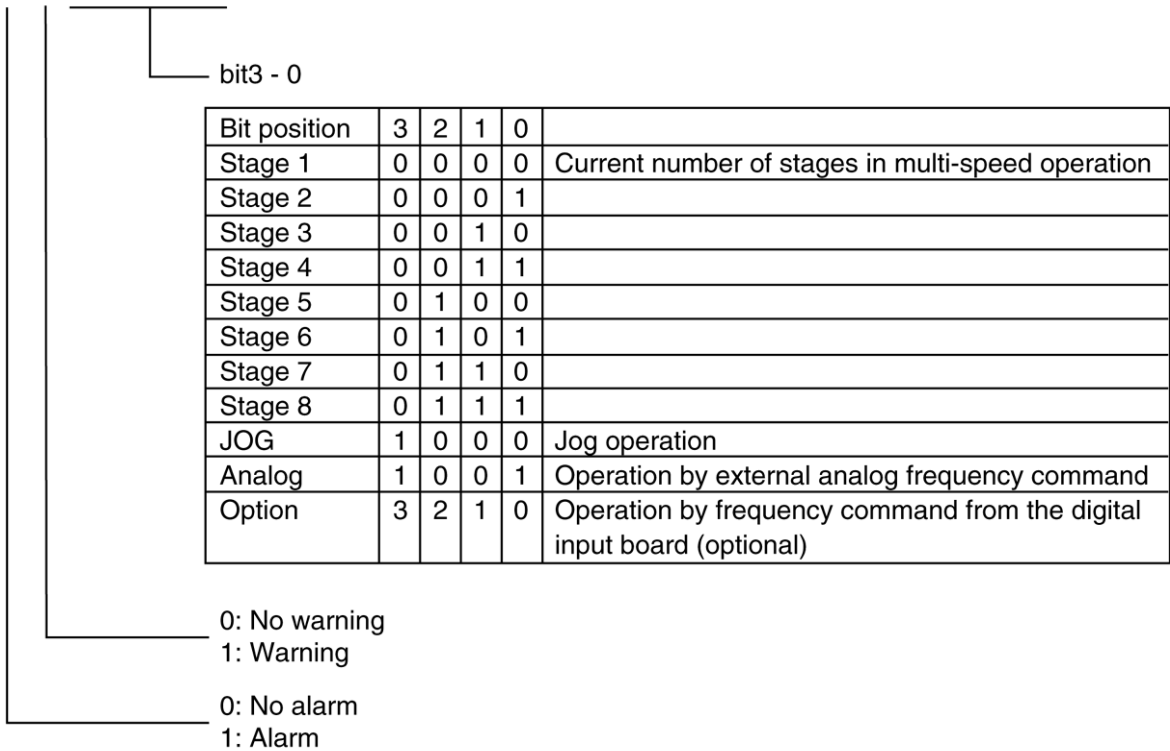 bit3 - 0
Bit position 3 2 1 0
Stage 1 0 0 0 0 Current number of stages in multi-speed operation
Stage 2 0 0 0 1
Stage 3 0 0 1 0
Stage 4 0 0 1 1
Stage 5 0 1 0 0
Stage 6 0 1 0 1
Stage 7 0 1 1 0
Stage 8 0 1 1 1
JOG 1 0 0 0 Jog operation
Analog 1 0 0 1 Operation by external analog frequency command
Option 3 2 1 0 Operation by frequency command from the digital
input board (optional)
0: No warning
1: Warning
0: No alarm
1: Alarm